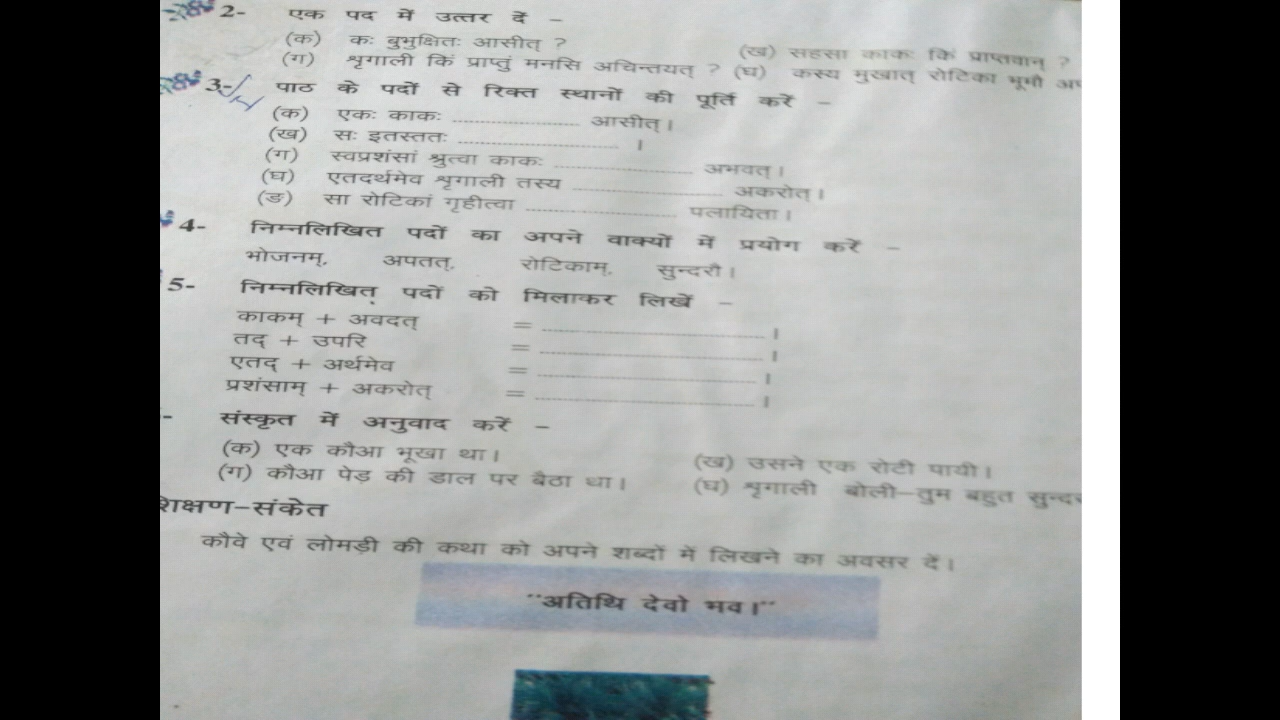 2- एक पद में उत्तर दें –
(क) कः बुभुक्षितः आसीत् ? (ख) सहसा काकः किं प्राप्तवान् ?
(ग) शृगाली किं प्राप्तुं मनसि अचिन्तयत् ? (घ) कस्य मुखात् रोटिका भूमौ
3- पाठ के पदों से रिक्त स्थानों की पूर्ति करें –
(क) एकः काकः .................... आसीत्।
(ख) सः इतस्ततः .......................... ।
(ग) स्वप्रशंसां श्रुत्वा काकः ...................... अभवत्।
(घ) एतदर्थमेव शृगाली तस्य ........................ अकरोत्।
(ङ) सा रोटिकां गृहीत्वा ........................ पलायिता।
4- निम्नलिखित पदों का अपने वाक्यों में प्रयोग करें –
भोजनम्, अपतत्, रोटिकाम्, सुन्दरौ।
5- निम्नलिखित पदों को मिलाकर लिखें –
काकम् + अवदत् = .................................... ।
तद् + उपरि = .................................... ।
एतद् + अर्थमेव = .................................... ।
प्रशंसाम् + अकरोत् = .................................... ।
- संस्कृत में अनुवाद करें –
(क) एक कौआ भूखा था। (ख) उसने एक रोटी पायी।
(ग) कौआ पेड़ की डाल पर बैठा था। (घ) शृगाली बोली–तुम बहुत
शिक्षण–संकेत
कौवे एवं लोमड़ी की कथा को अपने शब्दों में लिखने का अवसर दें।
"अतिथि देवो भव।"